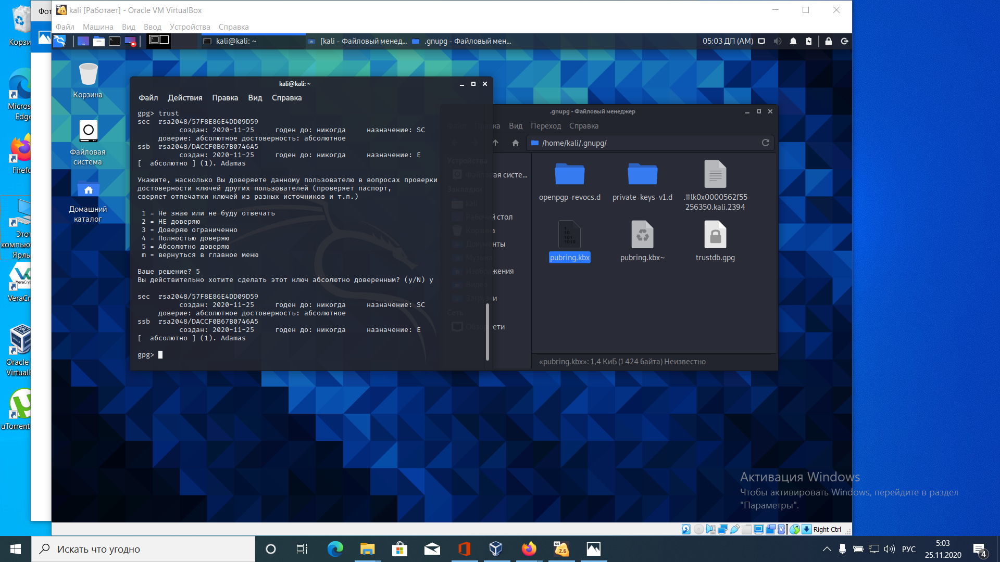 Корзи
Micros
Edge
Firefo
Этот
компью
Ярлы
VeraCry
VeraCr
Oracle
VirtualB
uTorrent
Фот
kali [Работает] - Oracle VM VirtualBox
Файл Машина Вид Ввод Устройства Справка
kali@kali: ~
[kali - Файловый менед...
.gnupg - Файловый мен...
05:03 ДП (AM)
Корзина
Файловая
система
Домашний
каталог
kali@kali: ~
Файл Действия Правка Вид Справка
gpg> trust
sec rsa2048/57F8E86E4DD09D59
создан: 2020-11-25 годен до: никогда назначение: SC
доверие: абсолютное достоверность: абсолютное
ssb rsa2048/DACCF0B67B0746A5
создан: 2020-11-25 годен до: никогда назначение: E
[ абсолютно ] (1). Adamas
Укажите, насколько Вы доверяете данному пользователю в вопросах проверки
достоверности ключей других пользователей (проверяет паспорт,
сверяет отпечатки ключей из разных источников и т.п.)
1 = Не знаю или не буду отвечать
2 = НЕ доверяю
3 = Доверяю ограниченно
4 = Полностью доверяю
5 = Абсолютно доверяю
m = вернуться в главное меню
Ваше решение? 5
Вы действительно хотите сделать этот ключ абсолютно доверенным? (y/N) y
sec rsa2048/57F8E86E4DD09D59
создан: 2020-11-25 годен до: никогда назначение: SC
доверие: абсолютное достоверность: абсолютное
ssb rsa2048/DACCF0B67B0746A5
создан: 2020-11-25 годен до: никогда назначение: E
[ абсолютно ] (1). Adamas
gpg>
.gnupg - Файловый менеджер
Файл Правка Вид Переход Справка
/home/kali/.gnupg/
Устройства
Файловая систе...
Закладки
kali
Рабочий стол
Корзина
Документы
Музыка
Изображения
Видео
Загрузки
Сеть
Обзор сети
openpgp-revocs.d
private-keys-v1.d
.#lk0x0000562f55
256350.kali.2394
pubring.kbx
pubring.kbx~
trustdb.gpg
«pubring.kbx»: 1,4 КиБ (1 424 байта) Неизвестно
Активация Windows
Чтобы активировать Windows, перейдите в раздел
"Параметры".
Right Ctrl
Искать что угодно
64
2.6
РУС
5:03
25.11.2020
4